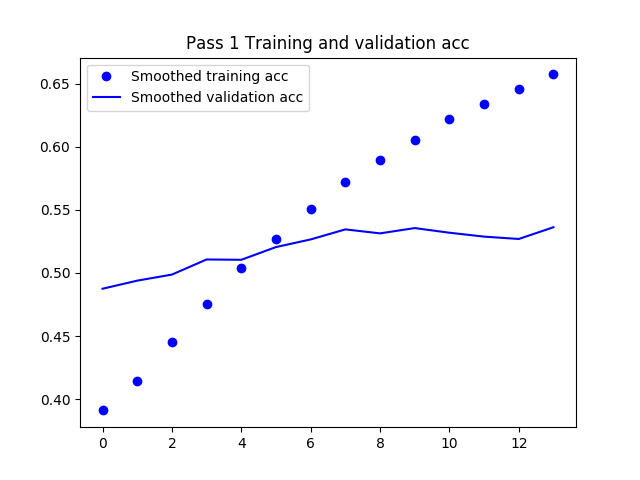 Pass 1 Training and validation acc
Smoothed training acc
Smoothed validation acc
0.65
0.60
0.55
0.50
0.45
0.40
0 2 4 6 8 10 12